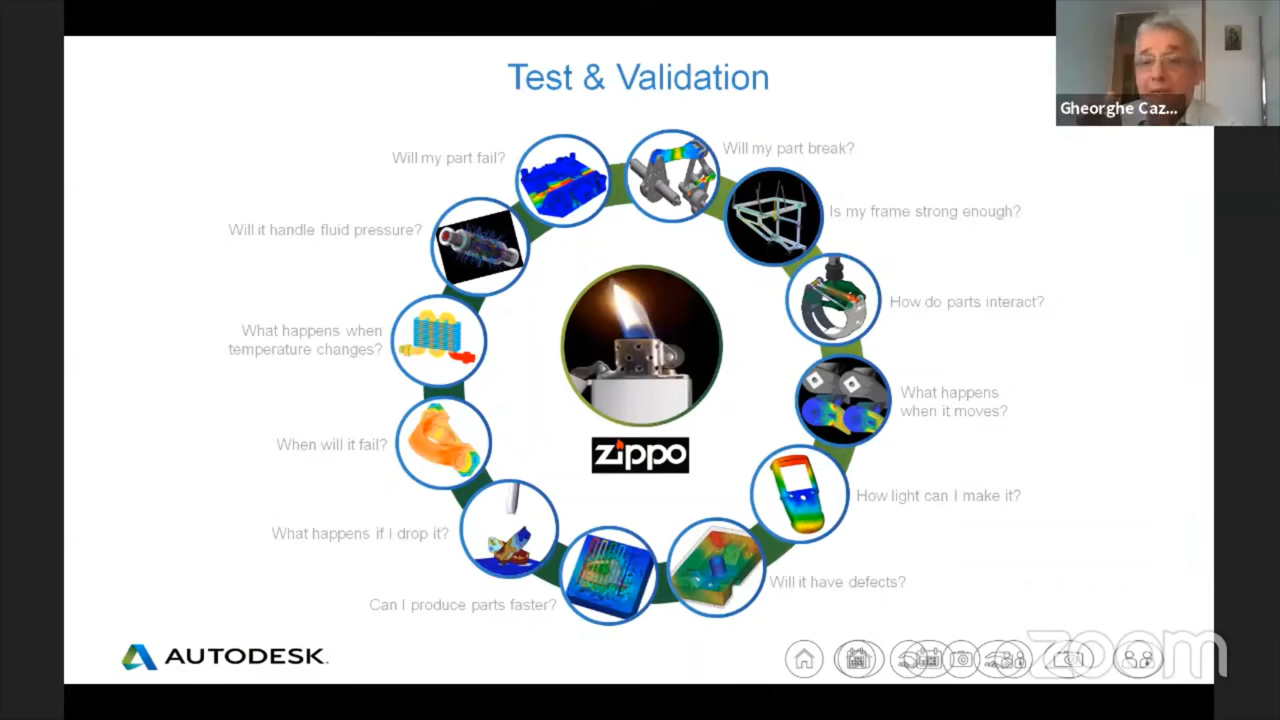 Test & Validation
Gheorghe Caz...
Will my part fail?
Will my part break?
Will it handle fluid pressure?
Is my frame strong enough?
What happens when
temperature changes?
How do parts interact?
When will it fail?
What happens
when it moves?
What happens if I drop it?
How light can I make it?
Can I produce parts faster?
Will it have defects?
zippo
AUTODESK.
zoom